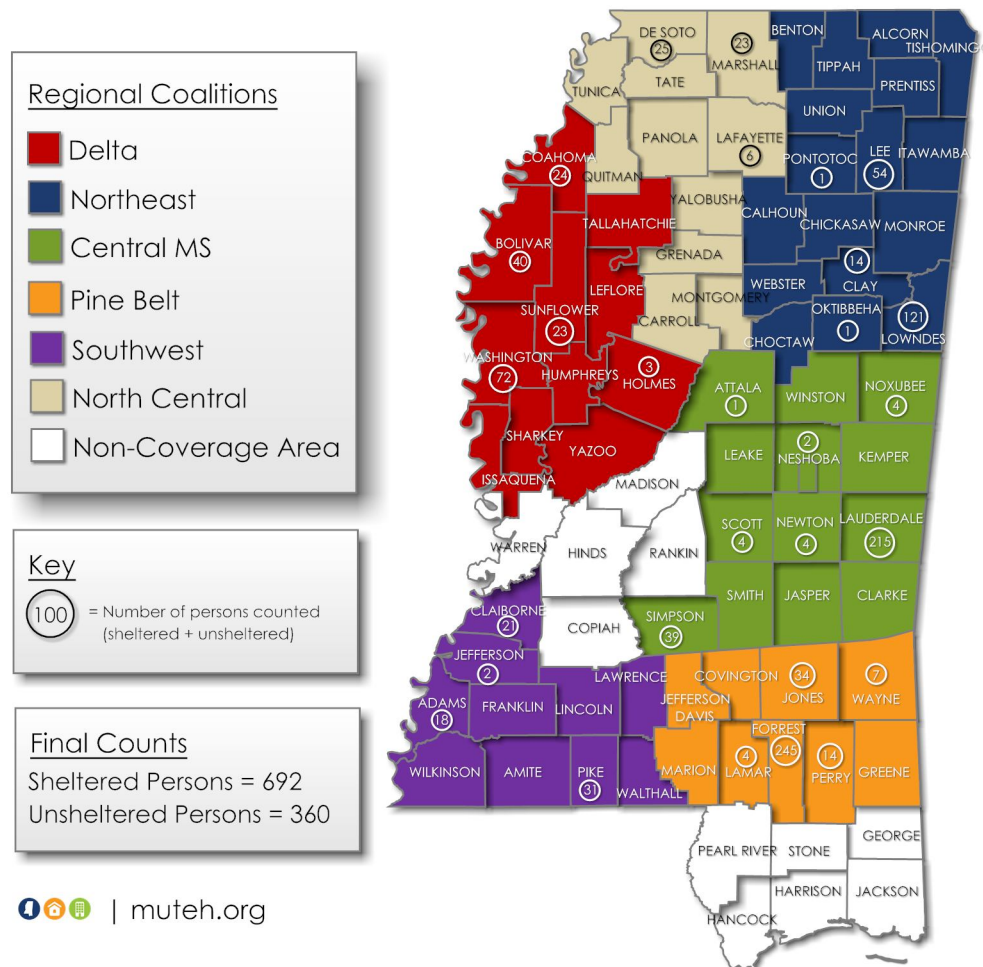 Regional Coalitions
Delta
Northeast
Central MS
Pine Belt
Southwest
North Central
Non-Coverage Area
Key
100 = Number of persons counted
(sheltered + unsheltered)
Final Counts
Sheltered Persons = 692
Unsheltered Persons = 360
| muteh.org
DE SOTO
25
23
MARSHALL
BENTON
ALCORN
TISHOMINGO
TIPPAH
PRENTISS
TUNICA
TATE
UNION
PANOLA
LAFAYETTE
6
PONTOTOC
1
LEE
54
ITAWAMBA
COAHOMA
24
QUITMAN
YALOBUSHA
TALLAHATCHIE
CALHOUN
CHICKASAW
MONROE
BOLIVAR
40
GRENADA
14
CLAY
WEBSTER
LEFLORE
MONTGOMERY
SUNFLOWER
23
CARROLL
OKTIBBEHA
1
121
LOWNDES
CHOCTAW
WASHINGTON
72
HUMPHREYS
3
HOLMES
ATTALA
1
WINSTON
NOXUBEE
4
SHARKEY
YAZOO
LEAKE
2
NESHOBA
KEMPER
ISSAQUENA
MADISON
SCOTT
4
NEWTON
4
LAUDERDALE
215
WARREN
HINDS
RANKIN
SMITH
JASPER
CLARKE
CLAIBORNE
21
COPIAH
SIMPSON
39
JEFFERSON
2
LAWRENCE
COVINGTON
34
JONES
7
WAYNE
ADAMS
18
FRANKLIN
LINCOLN
JEFFERSON
DAVIS
FORREST
245
WILKINSON
AMITE
PIKE
31
WALTHALL
MARION
4
LAMAR
14
PERRY
GREENE
GEORGE
PEARL RIVER
STONE
HARRISON
JACKSON
HANCOCK